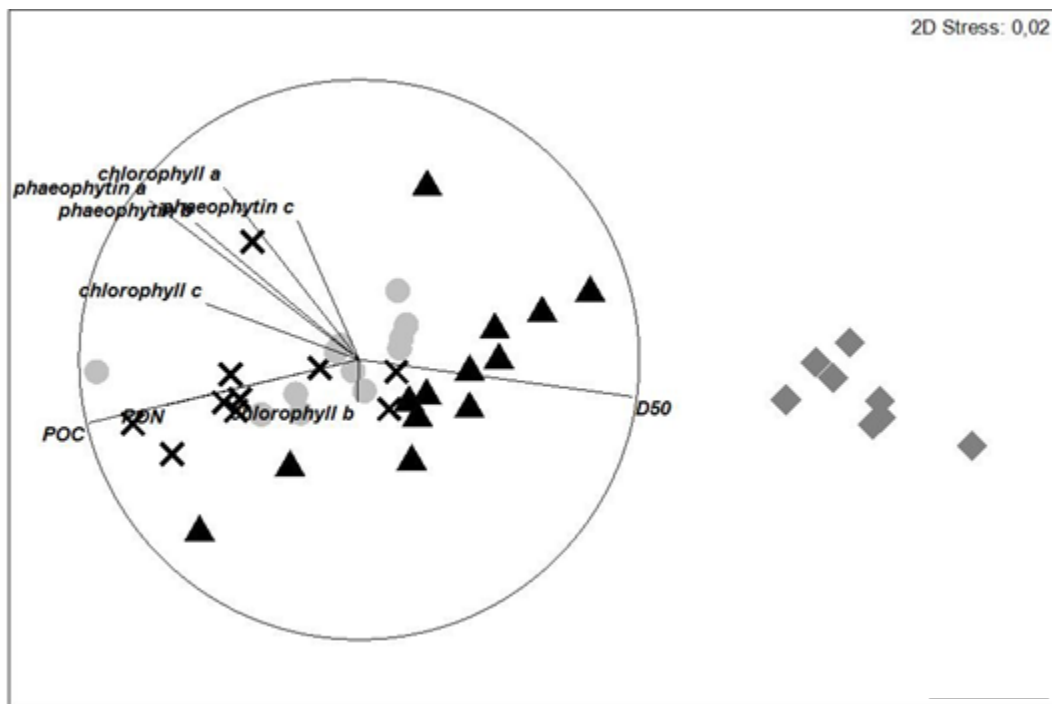 2D Stress: 0,02
chlorophyll a
phaeophytin a
phaeophytin b
phaeophytin c
chlorophyll c
PON
chlorophyll b
POC
D50